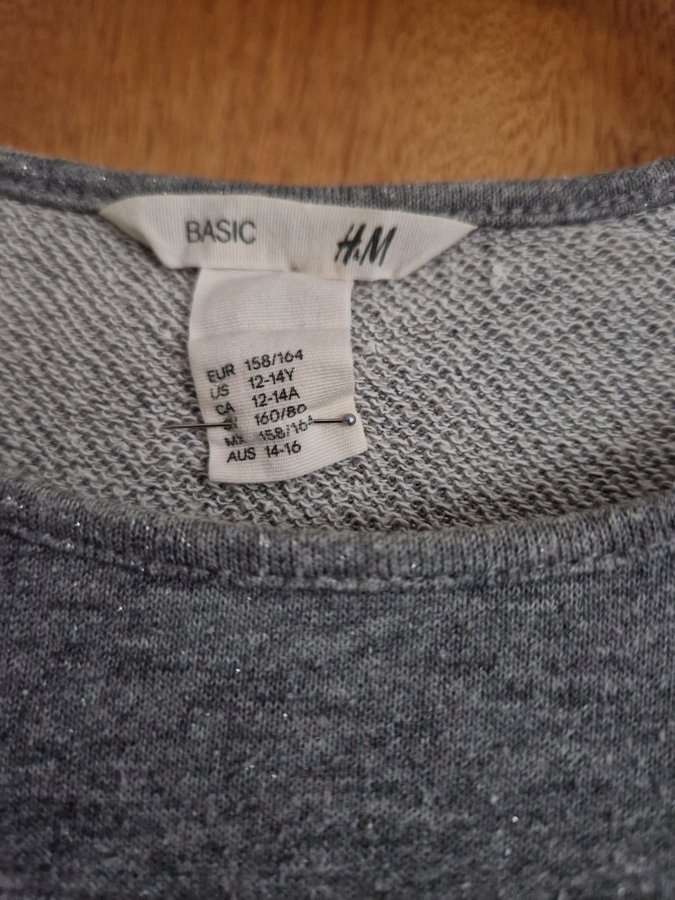 BASIC H&M
EUR 158/164
US 12-14Y
CA 12-14A
160/80
MX 158/164
AUS 14-16